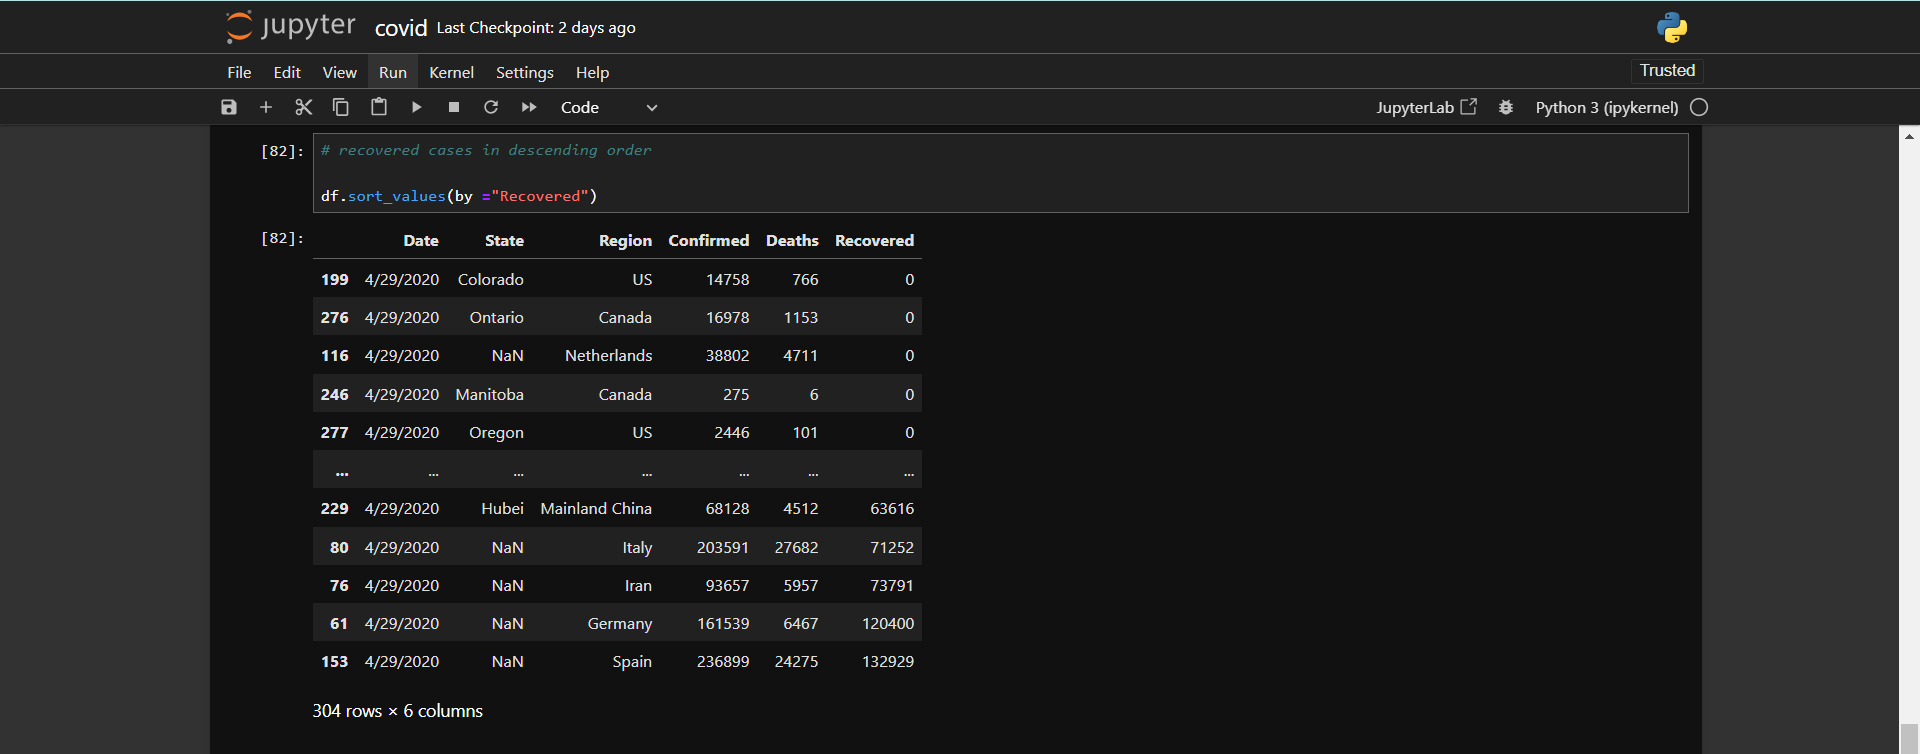 jupyter covid Last Checkpoint: 2 days ago
File Edit View Run Kernel Settings Help Trusted
Code JupyterLab Python 3 (ipykernel)
[82]: # recovered cases in descending order
df.sort_values(by ="Recovered")
[82]: Date State Region Confirmed Deaths Recovered
199 4/29/2020 Colorado US 14758 766 0
276 4/29/2020 Ontario Canada 16978 1153 0
116 4/29/2020 NaN Netherlands 38802 4711 0
246 4/29/2020 Manitoba Canada 275 6 0
277 4/29/2020 Oregon US 2446 101 0
... ... ... ... ... ... ...
229 4/29/2020 Hubei Mainland China 68128 4512 63616
80 4/29/2020 NaN Italy 203591 27682 71252
76 4/29/2020 NaN Iran 93657 5957 73791
61 4/29/2020 NaN Germany 161539 6467 120400
153 4/29/2020 NaN Spain 236899 24275 132929
304 rows × 6 columns